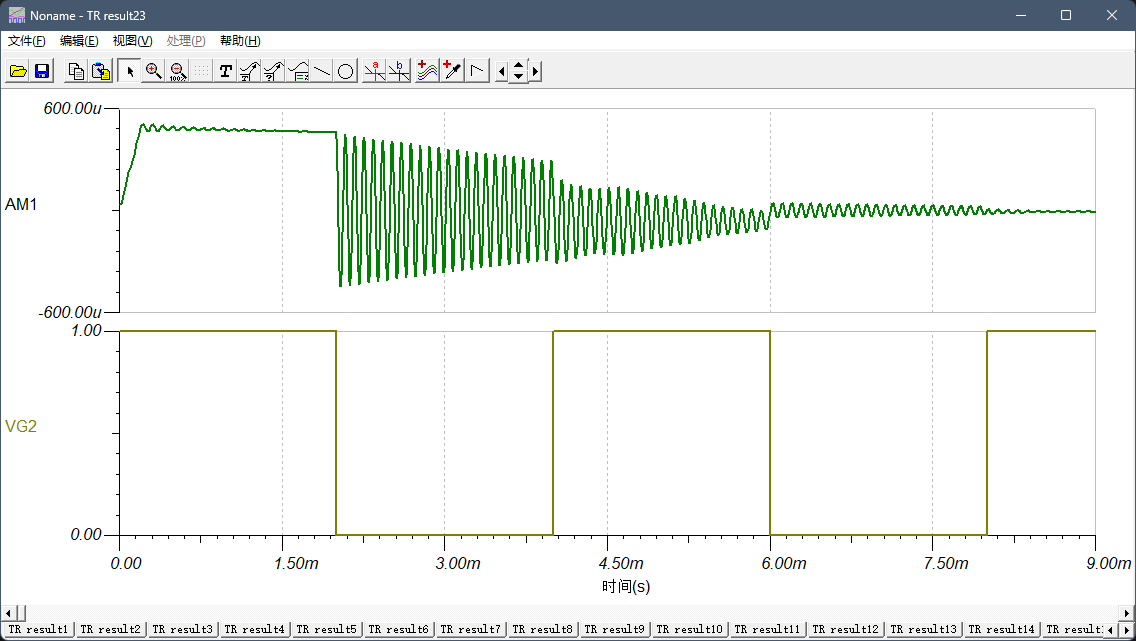 Noname - TR result23
文件(F) 编辑(E) 视图(V) 处理(P) 帮助(H)
T 100% T ? a b
600.00u
AM1
-600.00u
1.00
VG2
0.00
0.00 1.50m 3.00m 4.50m 6.00m 7.50m 9.00m
时间(s)
TR result1 TR result2 TR result3 TR result4 TR result5 TR result6 TR result7 TR result8 TR result9 TR result10 TR result11 TR result12 TR result13 TR result14 TR result